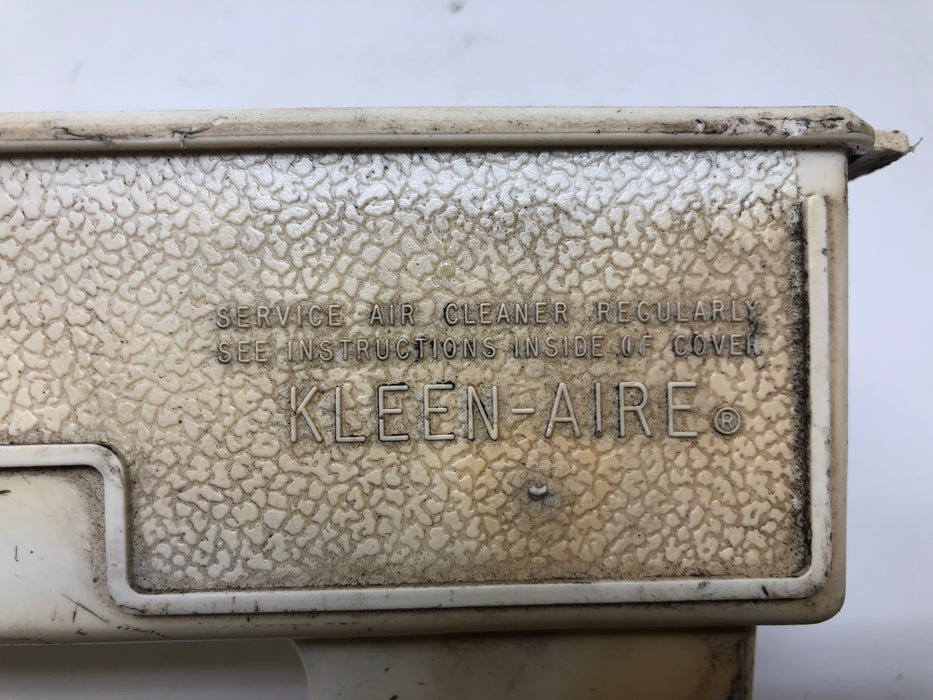 SERVICE AIR CLEANER REGULARLY
SEE INSTRUCTIONS INSIDE OF COVER
KLEEN-AIRE®